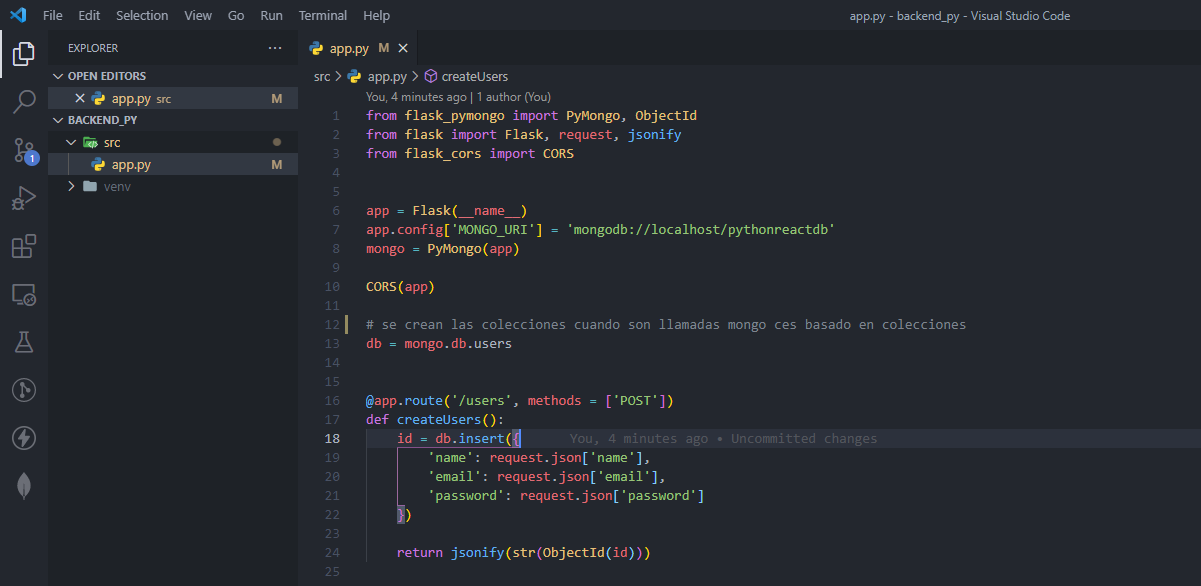 File Edit Selection View Go Run Terminal Help app.py - backend_py - Visual Studio Code
EXPLORER ···
OPEN EDITORS
app.py src M
BACKEND_PY
src
app.py M
venv
1
app.py M
src > app.py > createUsers
You, 4 minutes ago | 1 author (You)
1 from flask_pymongo import PyMongo, ObjectId
2 from flask import Flask, request, jsonify
3 from flask_cors import CORS
4
5
6 app = Flask(__name__)
7 app.config['MONGO_URI'] = 'mongodb://localhost/pythonreactdb'
8 mongo = PyMongo(app)
9
10 CORS(app)
11
12 # se crean las colecciones cuando son llamadas mongo ces basado en colecciones
13 db = mongo.db.users
14
15
16 @app.route('/users', methods = ['POST'])
17 def createUsers():
18 id = db.insert({ You, 4 minutes ago • Uncommitted changes
19 'name': request.json['name'],
20 'email': request.json['email'],
21 'password': request.json['password']
22 })
23
24 return jsonify(str(ObjectId(id)))
25